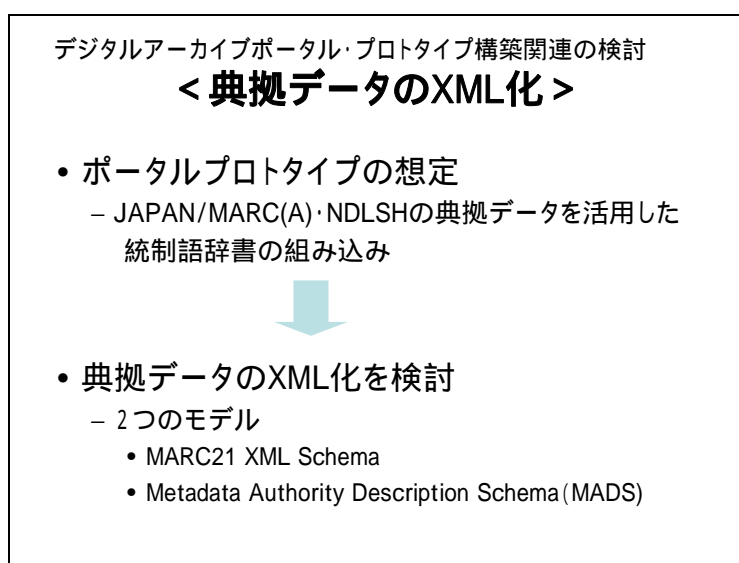 デジタルアーカイブポータル・プロトタイプ構築関連の検討
<典拠データのXML化>
• ポータルプロトタイプの想定
– JAPAN/MARC(A)・NDLSHの典拠データを活用した
統制語辞書の組み込み
• 典拠データのXML化を検討
– 2つのモデル
• MARC21 XML Schema
• Metadata Authority Description Schema(MADS)